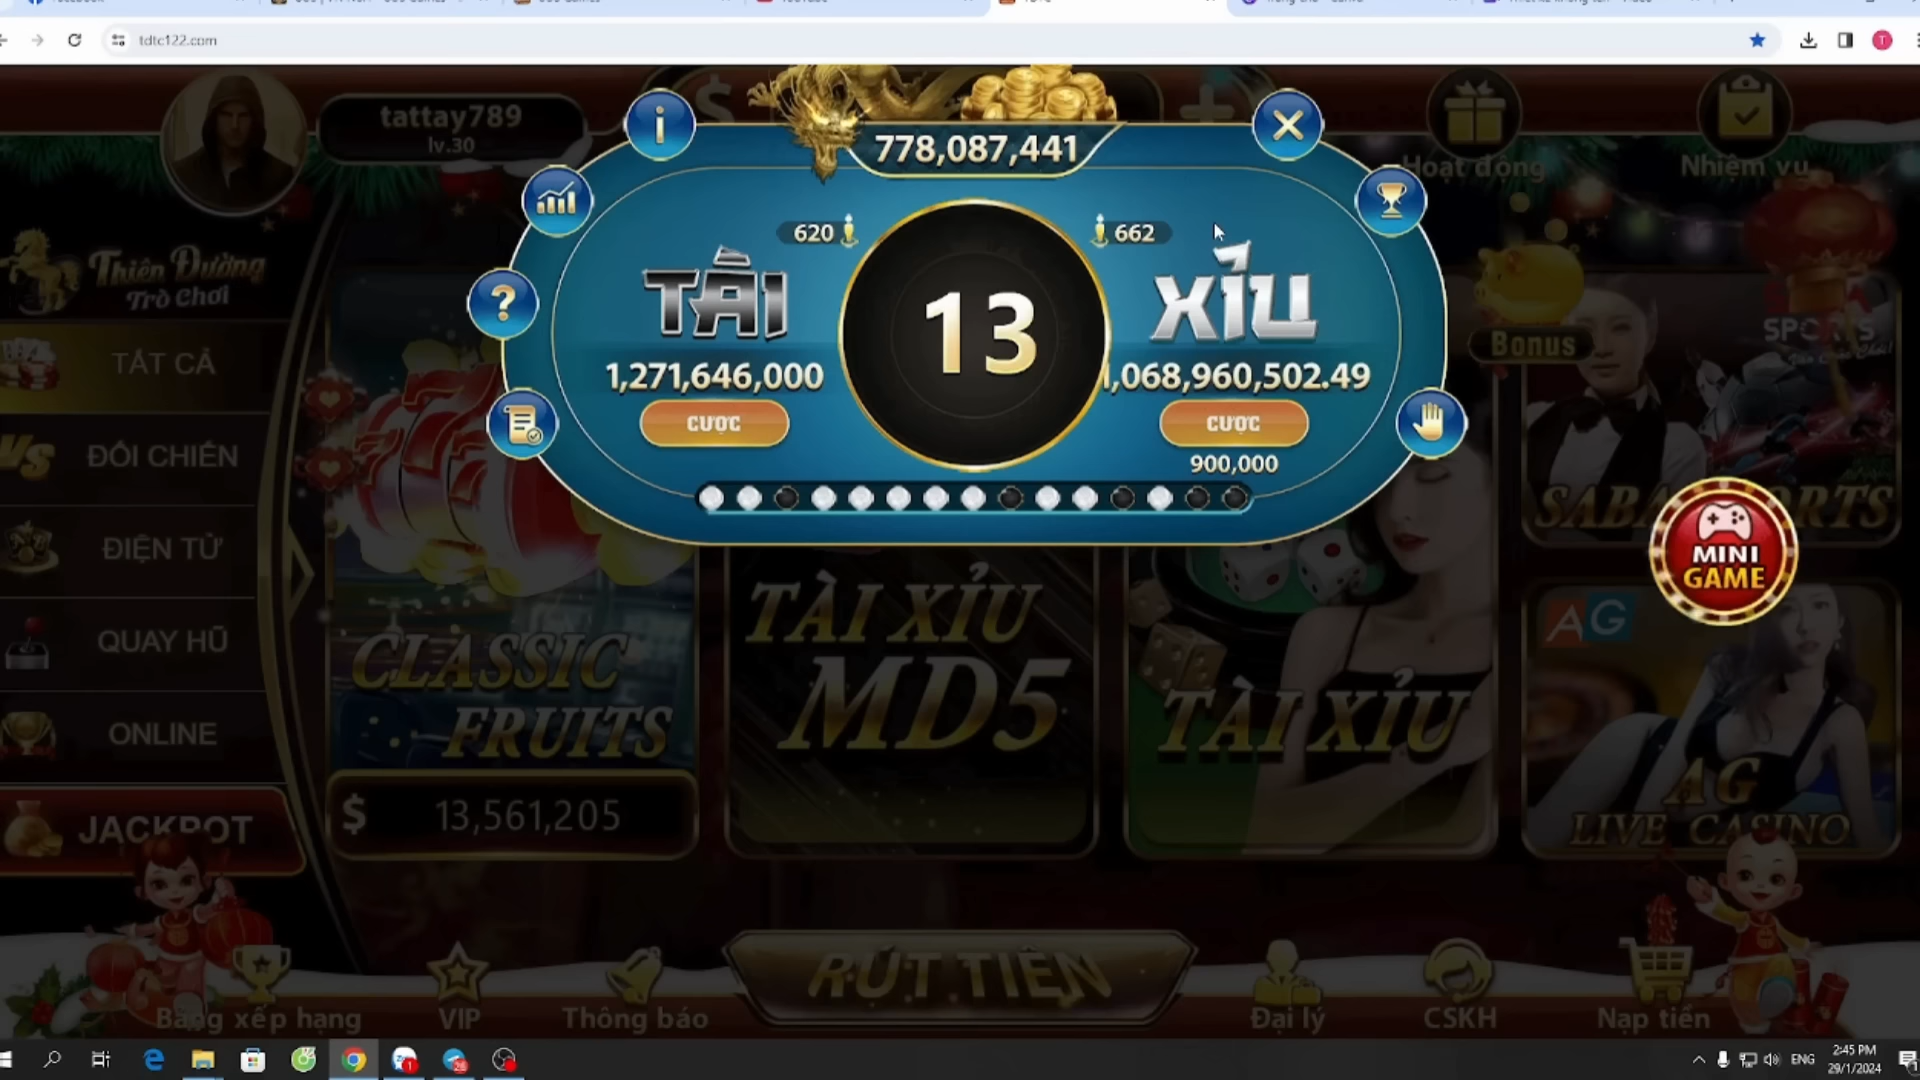 tdtc122.com
T
tattay789
lv.30
778,087,441
Hoạt động
Nhiệm vụ
620
662
TÀI
13
XỈU
1,271,646,000
1,068,960,502.49
CƯỢC
CƯỢC
900,000
Thiên Đường
Trò Chơi
TẤT CẢ
VS
ĐỐI CHIẾN
ĐIỆN TỬ
QUAY HŨ
ONLINE
JACKPOT
Bonus
SPORTS
MINI
GAME
CLASSIC
FRUITS
$ 13,561,205
TÀI XỈU
MD5
TÀI XỈU
AG
AG
LIVE CASINO
RÚT TIỀN
Bảng xếp hạng
VIP
Thông báo
Đại lý
CSKH
Nạp tiền
ENG
2:45 PM
29/1/2024